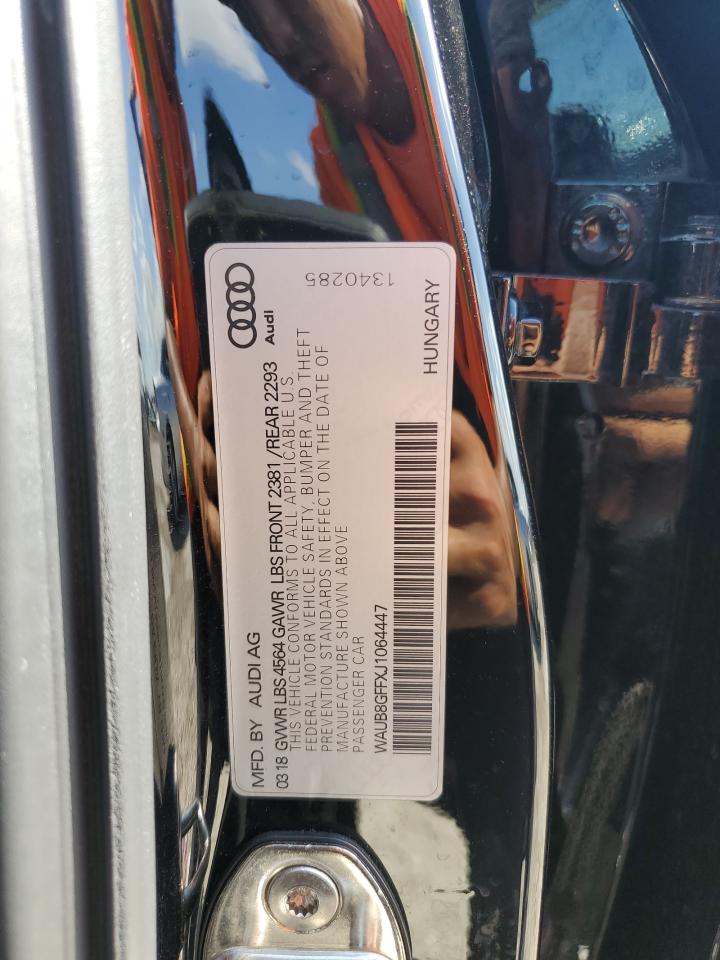 MFD. BY AUDI AG
0318 GVWR LBS 4564 GAWR LBS FRONT 2381 /REAR 2293
THIS VEHICLE CONFORMS TO ALL APPLICABLE U.S.
FEDERAL MOTOR VEHICLE SAFETY, BUMPER AND THEFT
PREVENTION STANDARDS IN EFFECT ON THE DATE OF
MANUFACTURE SHOWN ABOVE
PASSENGER CAR
WAUB8GFFXJ1064447
Audi
1340285
HUNGARY